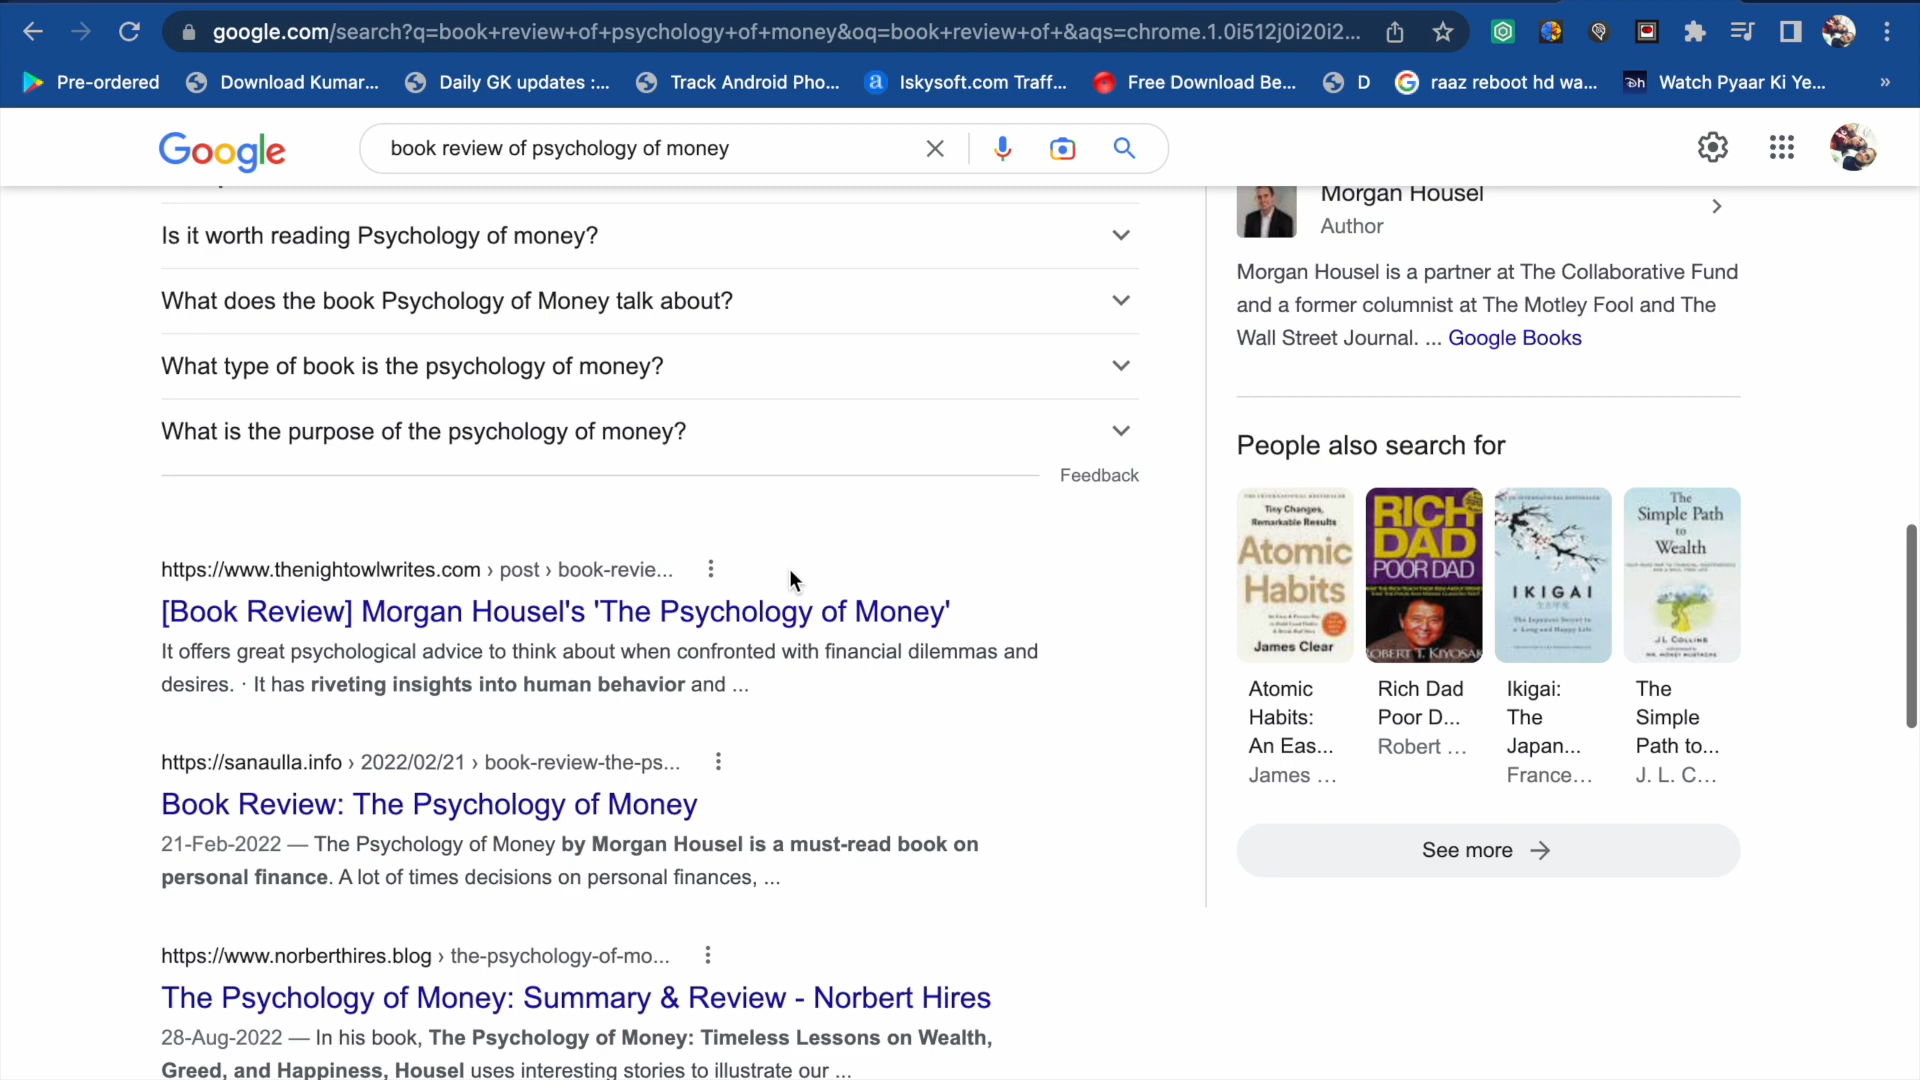 google.com/search?q=book+review+of+psychology+of+money&oq=book+review+of+&aqs=chrome.1.0i512j0i20i2...
Pre-ordered Download Kumar... Daily GK updates :... Track Android Pho... Iskysoft.com Traff... Free Download Be... D raaz reboot hd wa... Watch Pyaar Ki Ye... »
Google book review of psychology of money
Is it worth reading Psychology of money?
What does the book Psychology of Money talk about?
What type of book is the psychology of money?
What is the purpose of the psychology of money?
Feedback
https://www.thenightowlwrites.com › post › book-revie...
[Book Review] Morgan Housel's 'The Psychology of Money'
It offers great psychological advice to think about when confronted with financial dilemmas and
desires. · It has riveting insights into human behavior and ...
https://sanaulla.info › 2022/02/21 › book-review-the-ps...
Book Review: The Psychology of Money
21-Feb-2022 — The Psychology of Money by Morgan Housel is a must-read book on
personal finance. A lot of times decisions on personal finances, ...
https://www.norberthires.blog › the-psychology-of-mo...
The Psychology of Money: Summary & Review - Norbert Hires
28-Aug-2022 — In his book, The Psychology of Money: Timeless Lessons on Wealth,
Greed, and Happiness, Housel uses interesting stories to illustrate our ...
Morgan Housel
Author
Morgan Housel is a partner at The Collaborative Fund
and a former columnist at The Motley Fool and The
Wall Street Journal. ... Google Books
People also search for
Tiny Changes,
Remarkable Results
Atomic
Habits
James Clear
RICH
DAD
POOR DAD
ROBERT T. KIYOSAK
IKIGAI
The Japanese Secret to
a Long and Happy Life
The
Simple Path
to
Wealth
JL COLLINS
Atomic
Habits:
An Eas...
James ...
Rich Dad
Poor D...
Robert ...
Ikigai:
The
Japan...
France...
The
Simple
Path to...
J. L. C...
See more